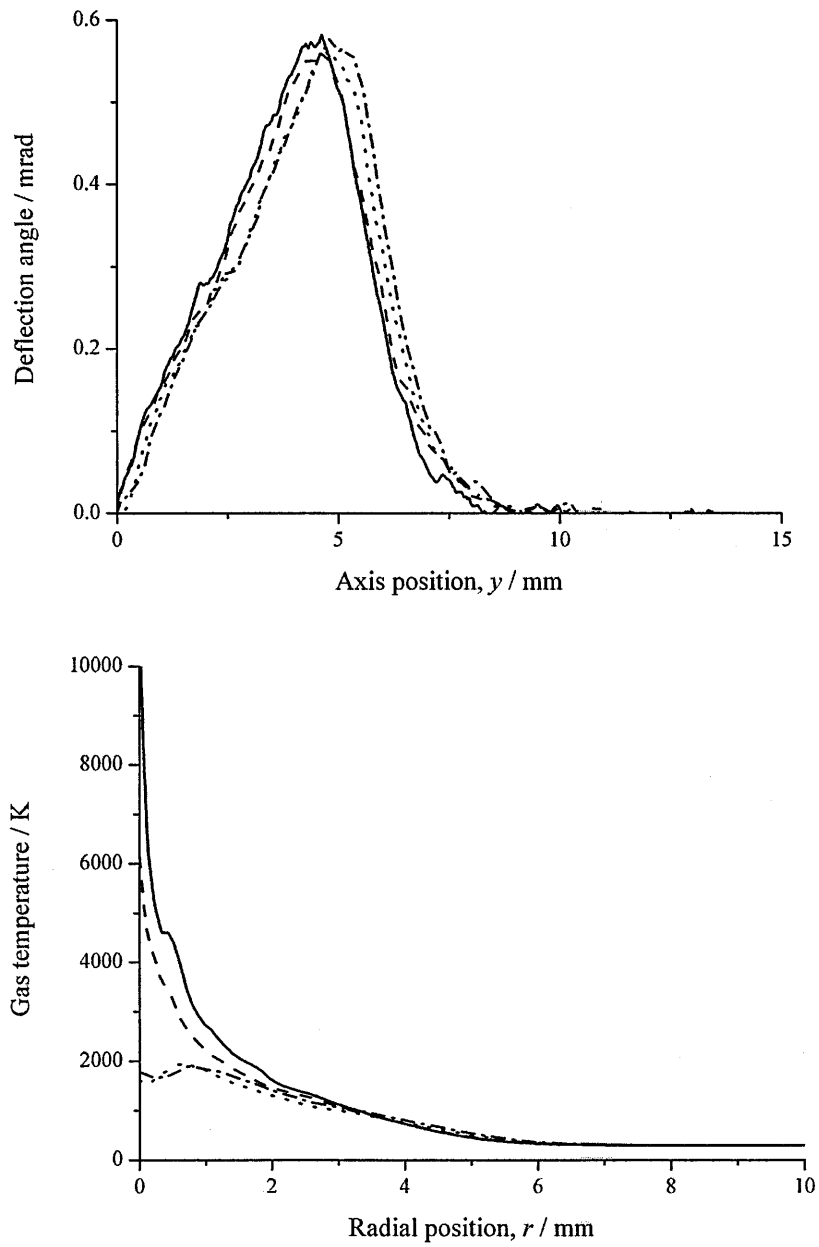 0.6
0.4
0.2
0.0
Deflection angle / mrad
0 5 10 15
Axis position, y / mm
10000
8000
6000
4000
2000
0
Gas temperature / K
0 2 4 6 8 10
Radial position, r / mm